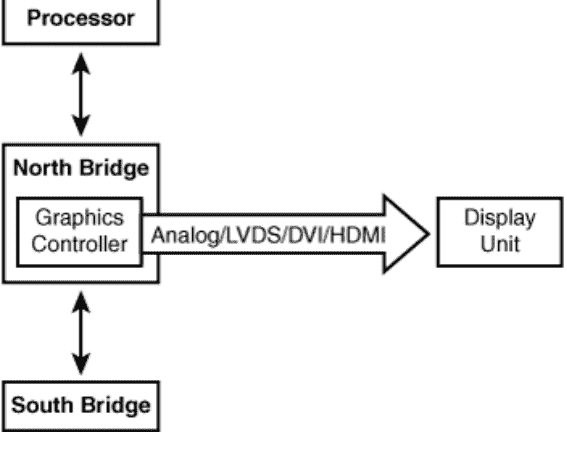 Processor
North Bridge
Graphics
Controller
Analog/LVDS/DVI/HDMI
Display
Unit
South Bridge